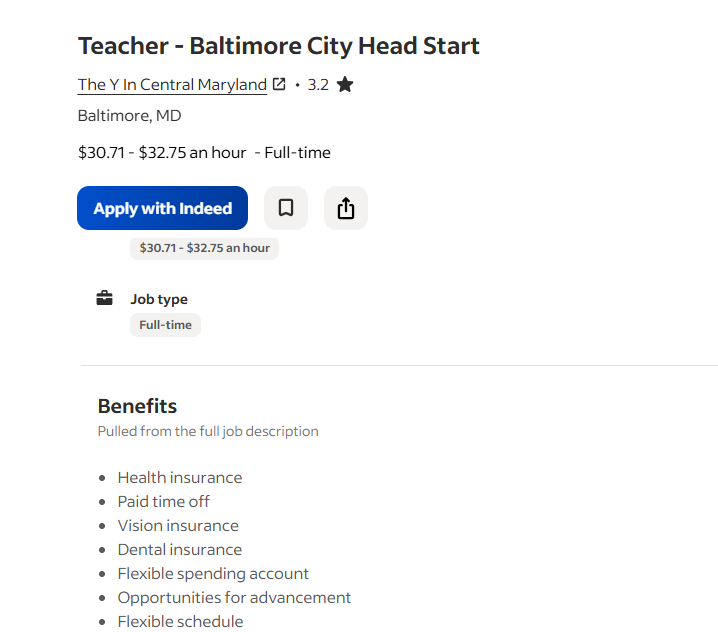 Teacher - Baltimore City Head Start
The Y In Central Maryland • 3.2
Baltimore, MD
$30.71 - $32.75 an hour - Full-time
Apply with Indeed
$30.71 - $32.75 an hour
Job type
Full-time
Benefits
Pulled from the full job description
• Health insurance
• Paid time off
• Vision insurance
• Dental insurance
• Flexible spending account
• Opportunities for advancement
• Flexible schedule